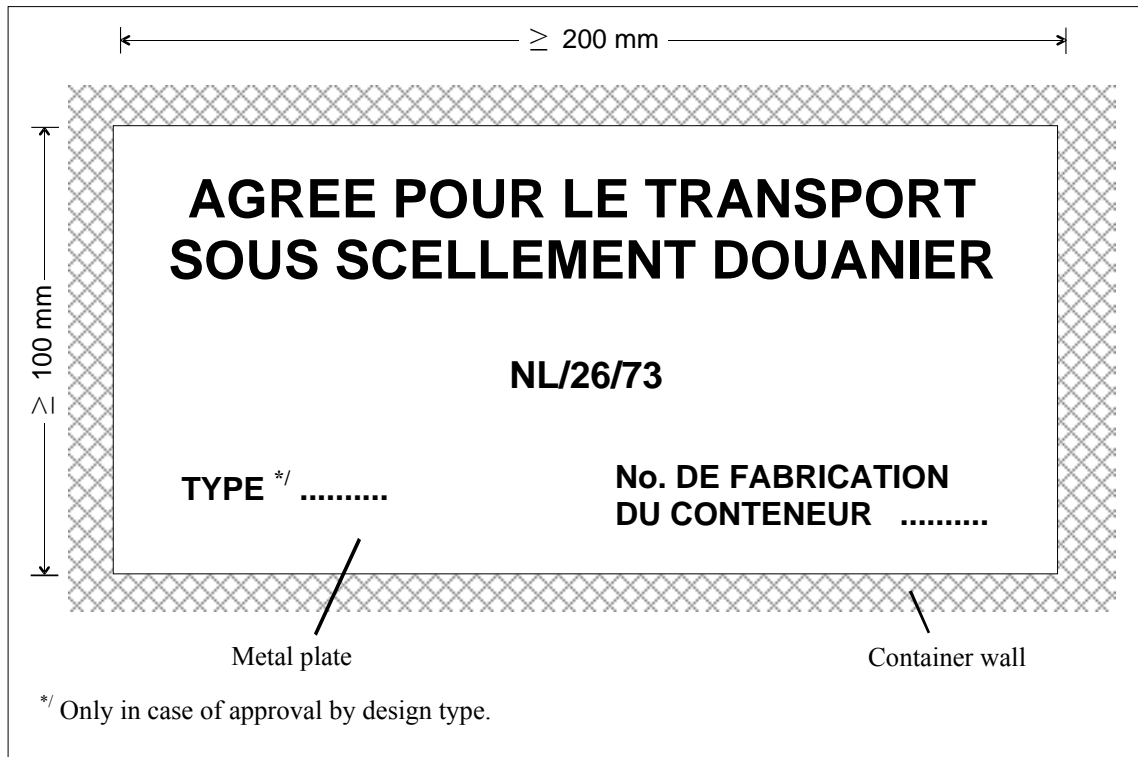 ≥ 200 mm
≥ 100 mm
AGREE POUR LE TRANSPORT
SOUS SCELLEMENT DOUANIER
NL/26/73
TYPE */ ..........
No. DE FABRICATION
DU CONTENEUR ..........
Metal plate
Container wall
*/ Only in case of approval by design type.